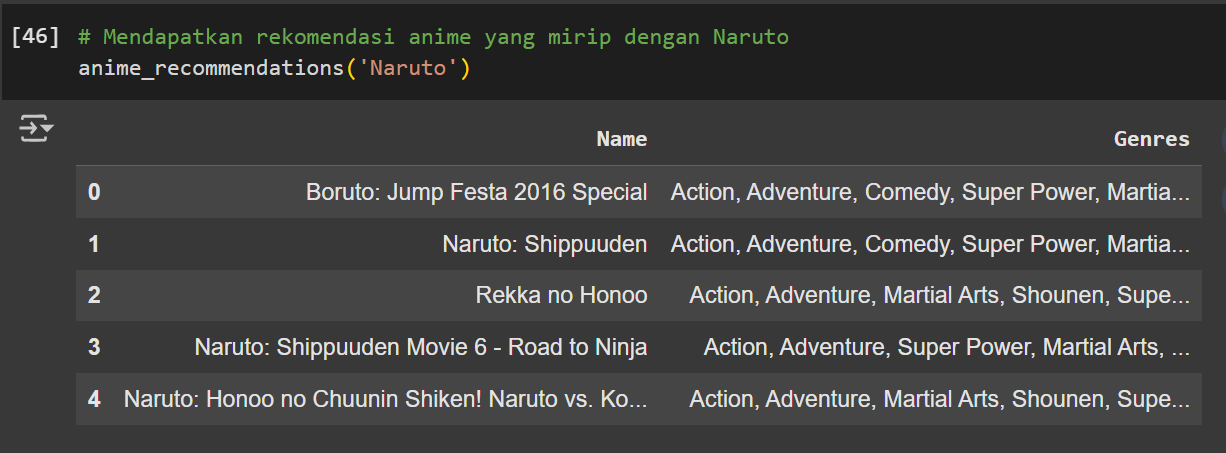 [46] # Mendapatkan rekomendasi anime yang mirip dengan Naruto
anime_recommendations('Naruto')
Name Genres
0 Boruto: Jump Festa 2016 Special Action, Adventure, Comedy, Super Power, Martia...
1 Naruto: Shippuuden Action, Adventure, Comedy, Super Power, Martia...
2 Rekka no Honoo Action, Adventure, Martial Arts, Shounen, Supe...
3 Naruto: Shippuuden Movie 6 - Road to Ninja Action, Adventure, Super Power, Martial Arts, ...
4 Naruto: Honoo no Chuunin Shiken! Naruto vs. Ko... Action, Adventure, Martial Arts, Shounen, Supe...